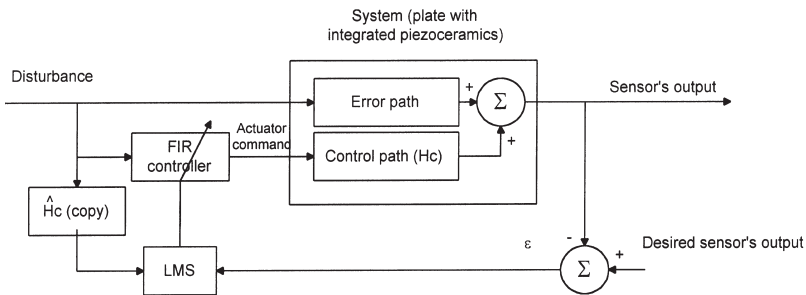 System (plate with
integrated piezoceramics)
Disturbance
Error path
+
Σ
Sensor's output
FIR
controller
Actuator
command
Control path (Hc)
+
Ĥc (copy)
LMS
ε
-
+
Σ
Desired sensor's output